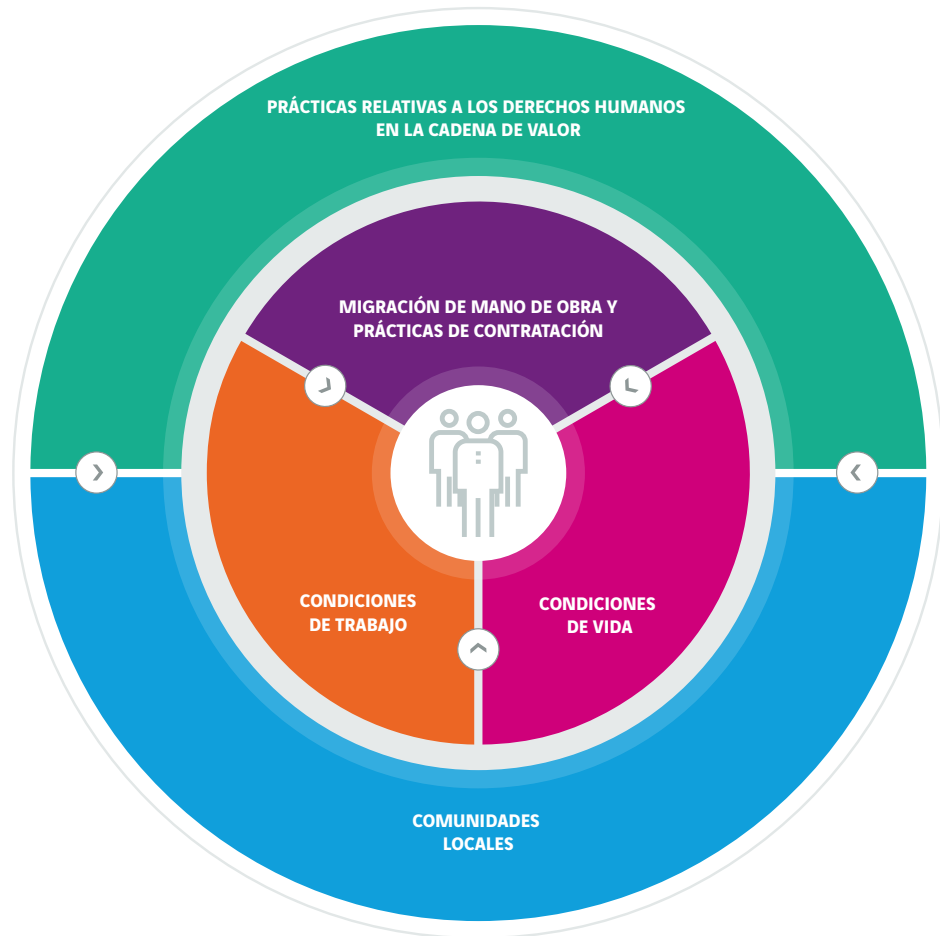 PRÁCTICAS RELATIVAS A LOS DERECHOS HUMANOS
EN LA CADENA DE VALOR
MIGRACIÓN DE MANO DE OBRA Y
PRÁCTICAS DE CONTRATACIÓN
CONDICIONES
DE TRABAJO
CONDICIONES
DE VIDA
COMUNIDADES
LOCALES